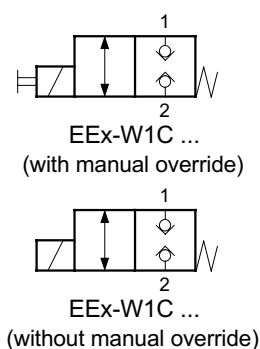 1
2
EEx-W1C ...
(with manual override)
1
2
EEx-W1C ...
(without manual override)